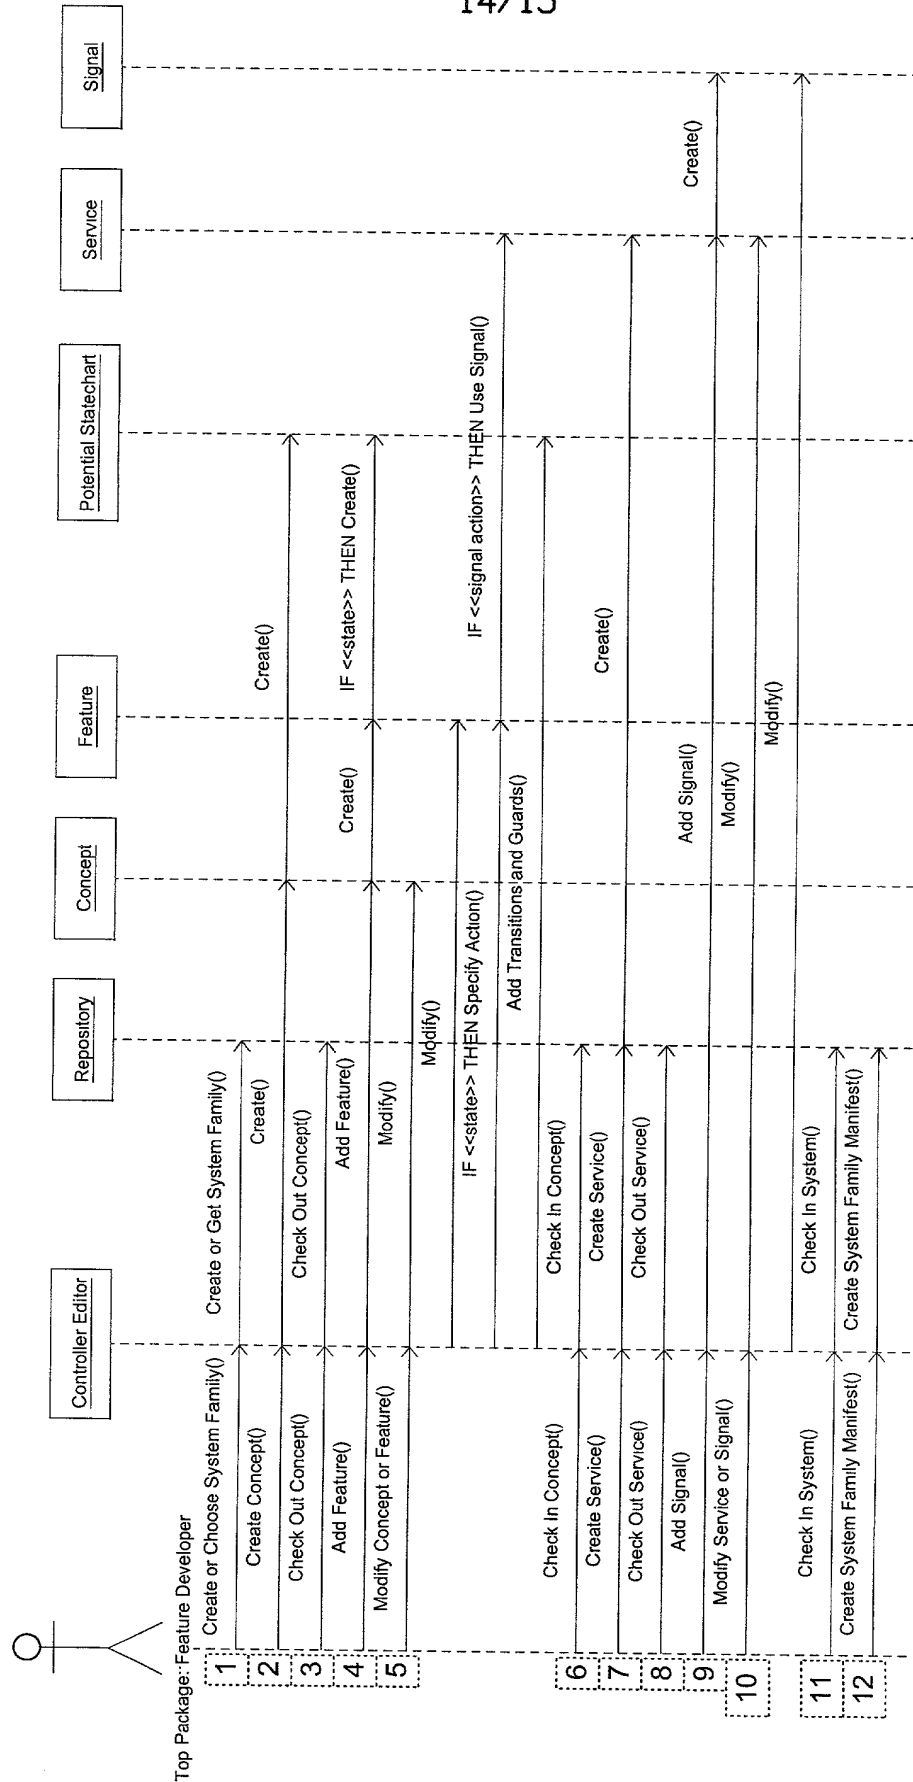 14/15
Top Package: Feature Developer
Controller Editor
Repository
Concept
Feature
Potential Statechart
Service
Signal
1
Create or Choose System Family()
Create or Get System Family()
2
Create Concept()
Create()
Create()
3
Check Out Concept()
Check Out Concept()
4
Add Feature()
Add Feature()
Create()
IF <<state>> THEN Create()
5
Modify Concept or Feature()
Modify()
Modify()
IF <<state>> THEN Specify Action()
IF <<signal action>> THEN Use Signal()
Add Transitions and Guards()
6
Check In Concept()
Check In Concept()
7
Create Service()
Create Service()
Create()
8
Check Out Service()
Check Out Service()
9
Add Signal()
Add Signal()
Create()
10
Modify Service or Signal()
Modify()
Modify()
11
Check In System()
Check In System()
12
Create System Family Manifest()
Create System Family Manifest()